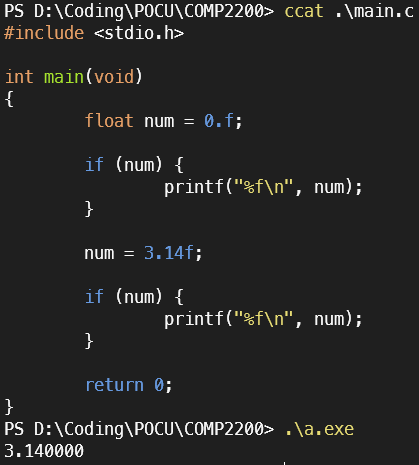 PS D:\Coding\POCU\COMP2200> ccat .\main.c
#include <stdio.h>
int main(void)
{
float num = 0.f;
if (num) {
printf("%f\n", num);
}
num = 3.14f;
if (num) {
printf("%f\n", num);
}
return 0;
}
PS D:\Coding\POCU\COMP2200> .\a.exe
3.140000